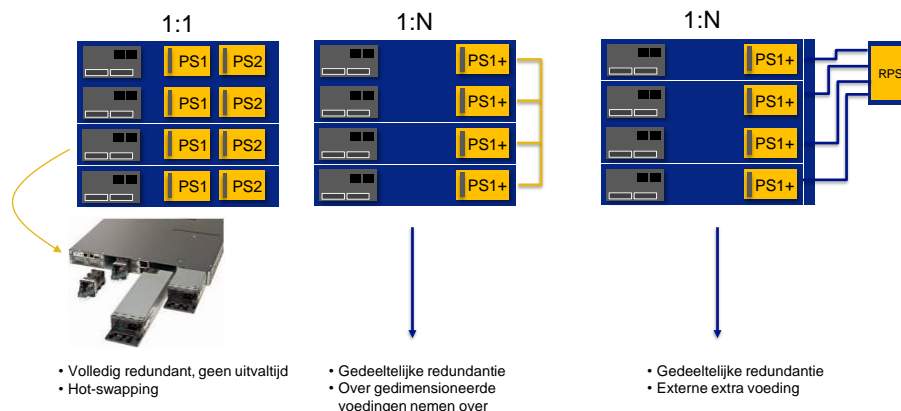 1:1
1:N
1:N
PS1 PS2
PS1 PS2
PS1 PS2
PS1 PS2
PS1+
PS1+
PS1+
PS1+
PS1+
PS1+
PS1+
PS1+
RPS
• Volledig redundant, geen uitvaltijd
• Hot-swapping
• Gedeeltelijke redundantie
• Over gedimensioneerde
voedingen nemen over
• Gedeeltelijke redundantie
• Externe extra voeding